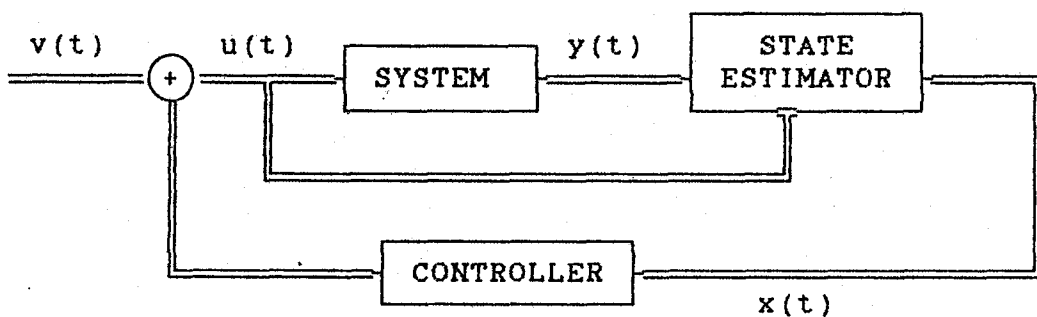 v(t)
u(t)
y(t)
+
SYSTEM
STATE
ESTIMATOR
CONTROLLER
x(t)